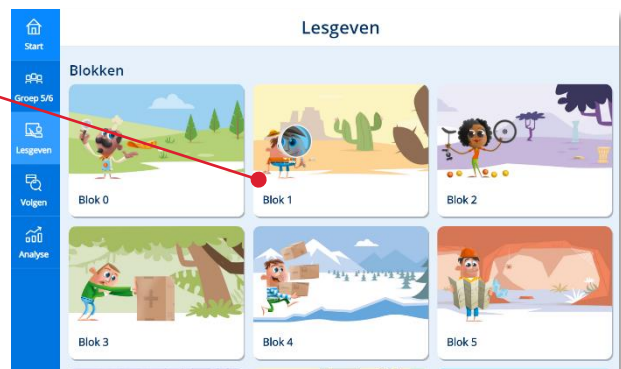 Lesgeven
Start
Groep 5/6
Lesgeven
Volgen
Analyse
Blokken
Blok 0
Blok 1
Blok 2
Blok 3
Blok 4
Blok 5